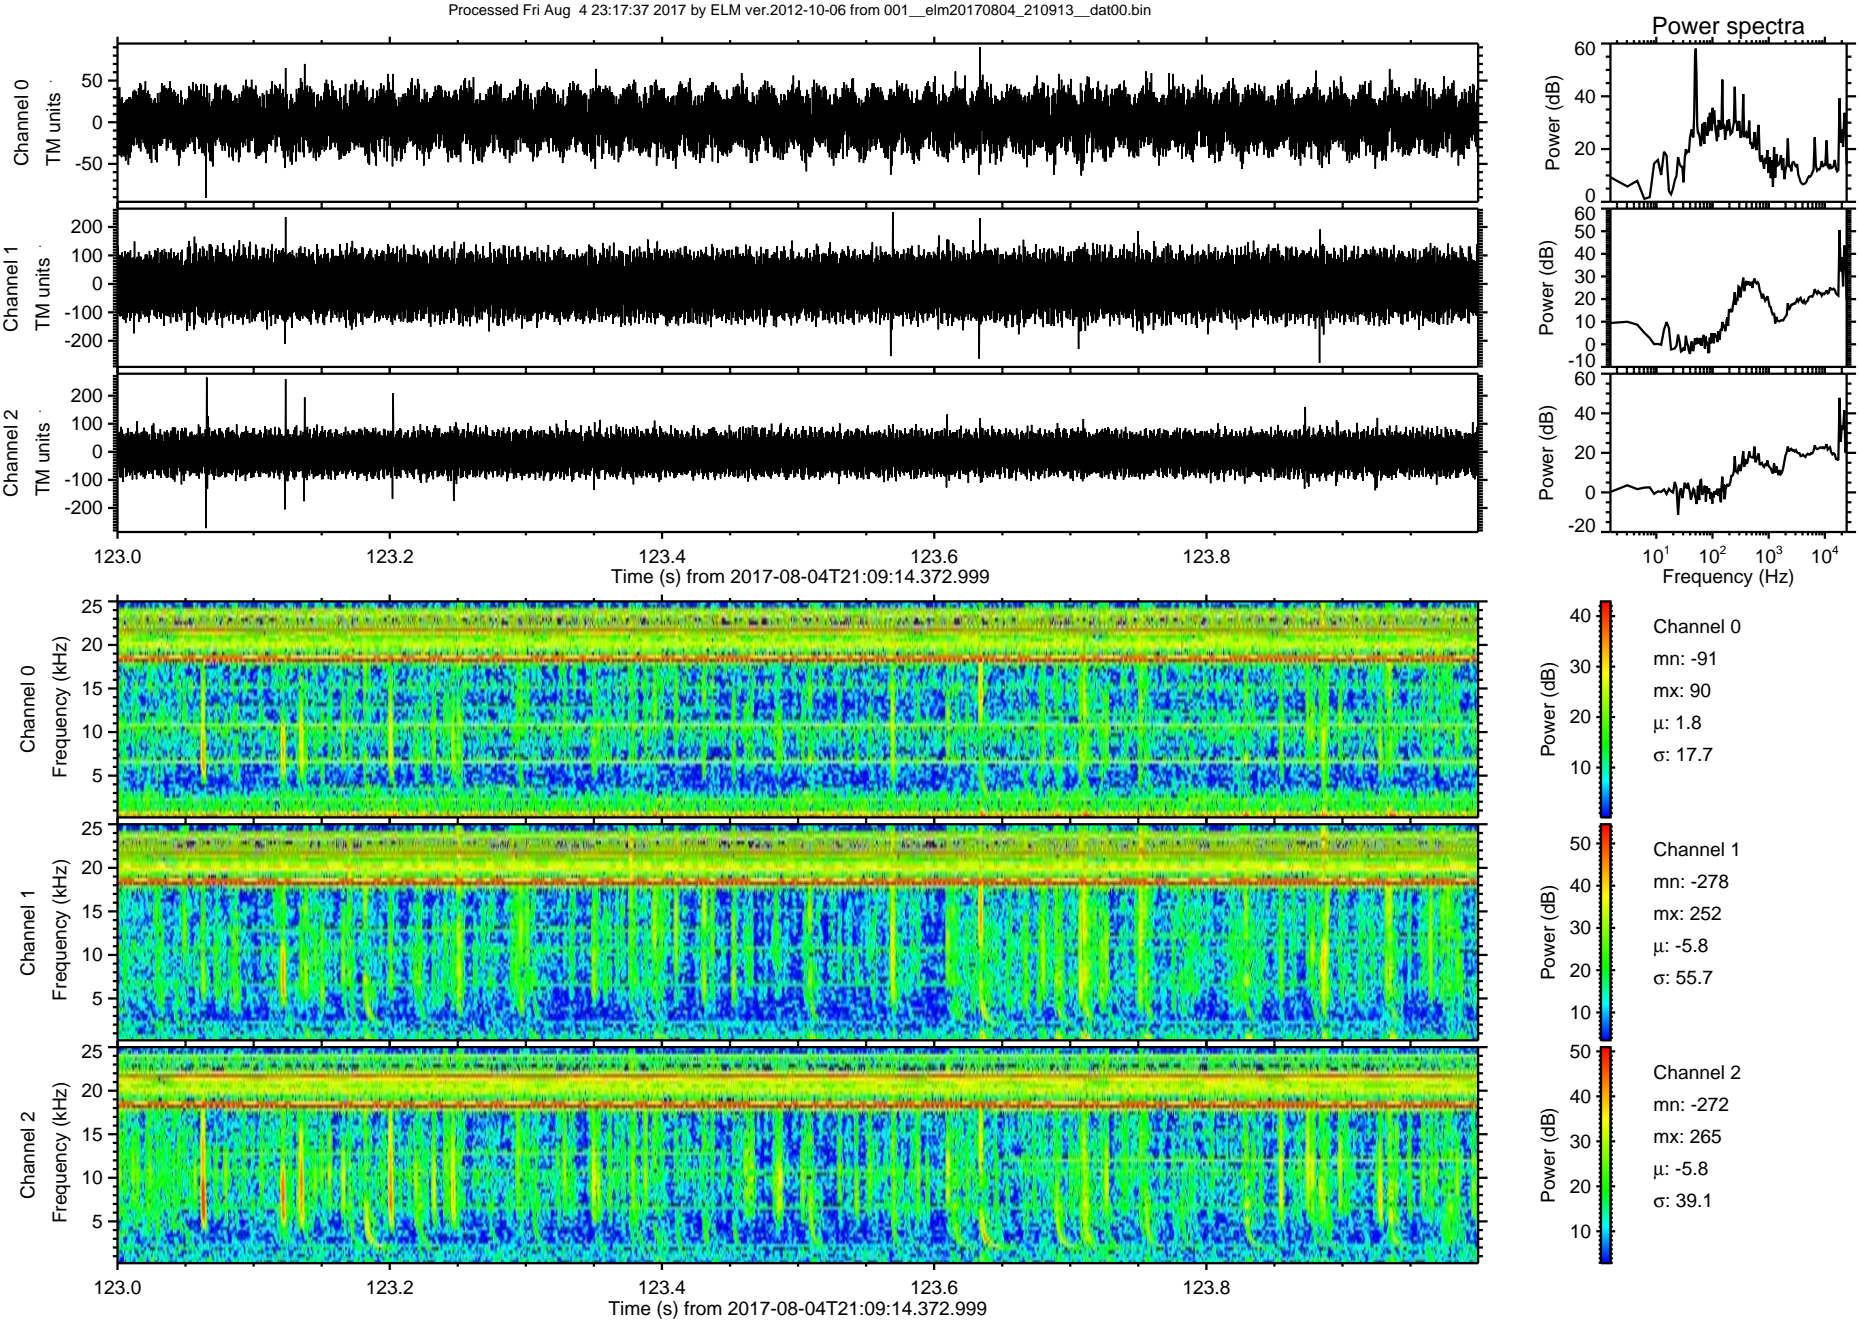 Processed Fri Aug  4 23:17:37 2017 by ELM ver.2012-10-06 from 001__elm20170804_210913__dat00.bin
Power spectra
Channel 0
TM units
50
0
-50
Power (dB)
60
40
20
0
Channel 1
TM units
200
100
0
-100
-200
Power (dB)
60
50
40
30
20
10
0
-10
Channel 2
TM units
200
100
0
-100
-200
Power (dB)
60
40
20
0
-20
123.0 123.2 123.4 123.6 123.8
Time (s) from 2017-08-04T21:09:14.372.999
10^1 10^2 10^3 10^4
Frequency (Hz)
Channel 0
Frequency (kHz)
25
20
15
10
5
Power (dB)
40
30
20
10
Channel 0
mn: -91
mx: 90
μ: 1.8
σ: 17.7
Channel 1
Frequency (kHz)
25
20
15
10
5
Power (dB)
50
40
30
20
10
Channel 1
mn: -278
mx: 252
μ: -5.8
σ: 55.7
Channel 2
Frequency (kHz)
25
20
15
10
5
Power (dB)
50
40
30
20
10
Channel 2
mn: -272
mx: 265
μ: -5.8
σ: 39.1
123.0 123.2 123.4 123.6 123.8
Time (s) from 2017-08-04T21:09:14.372.999